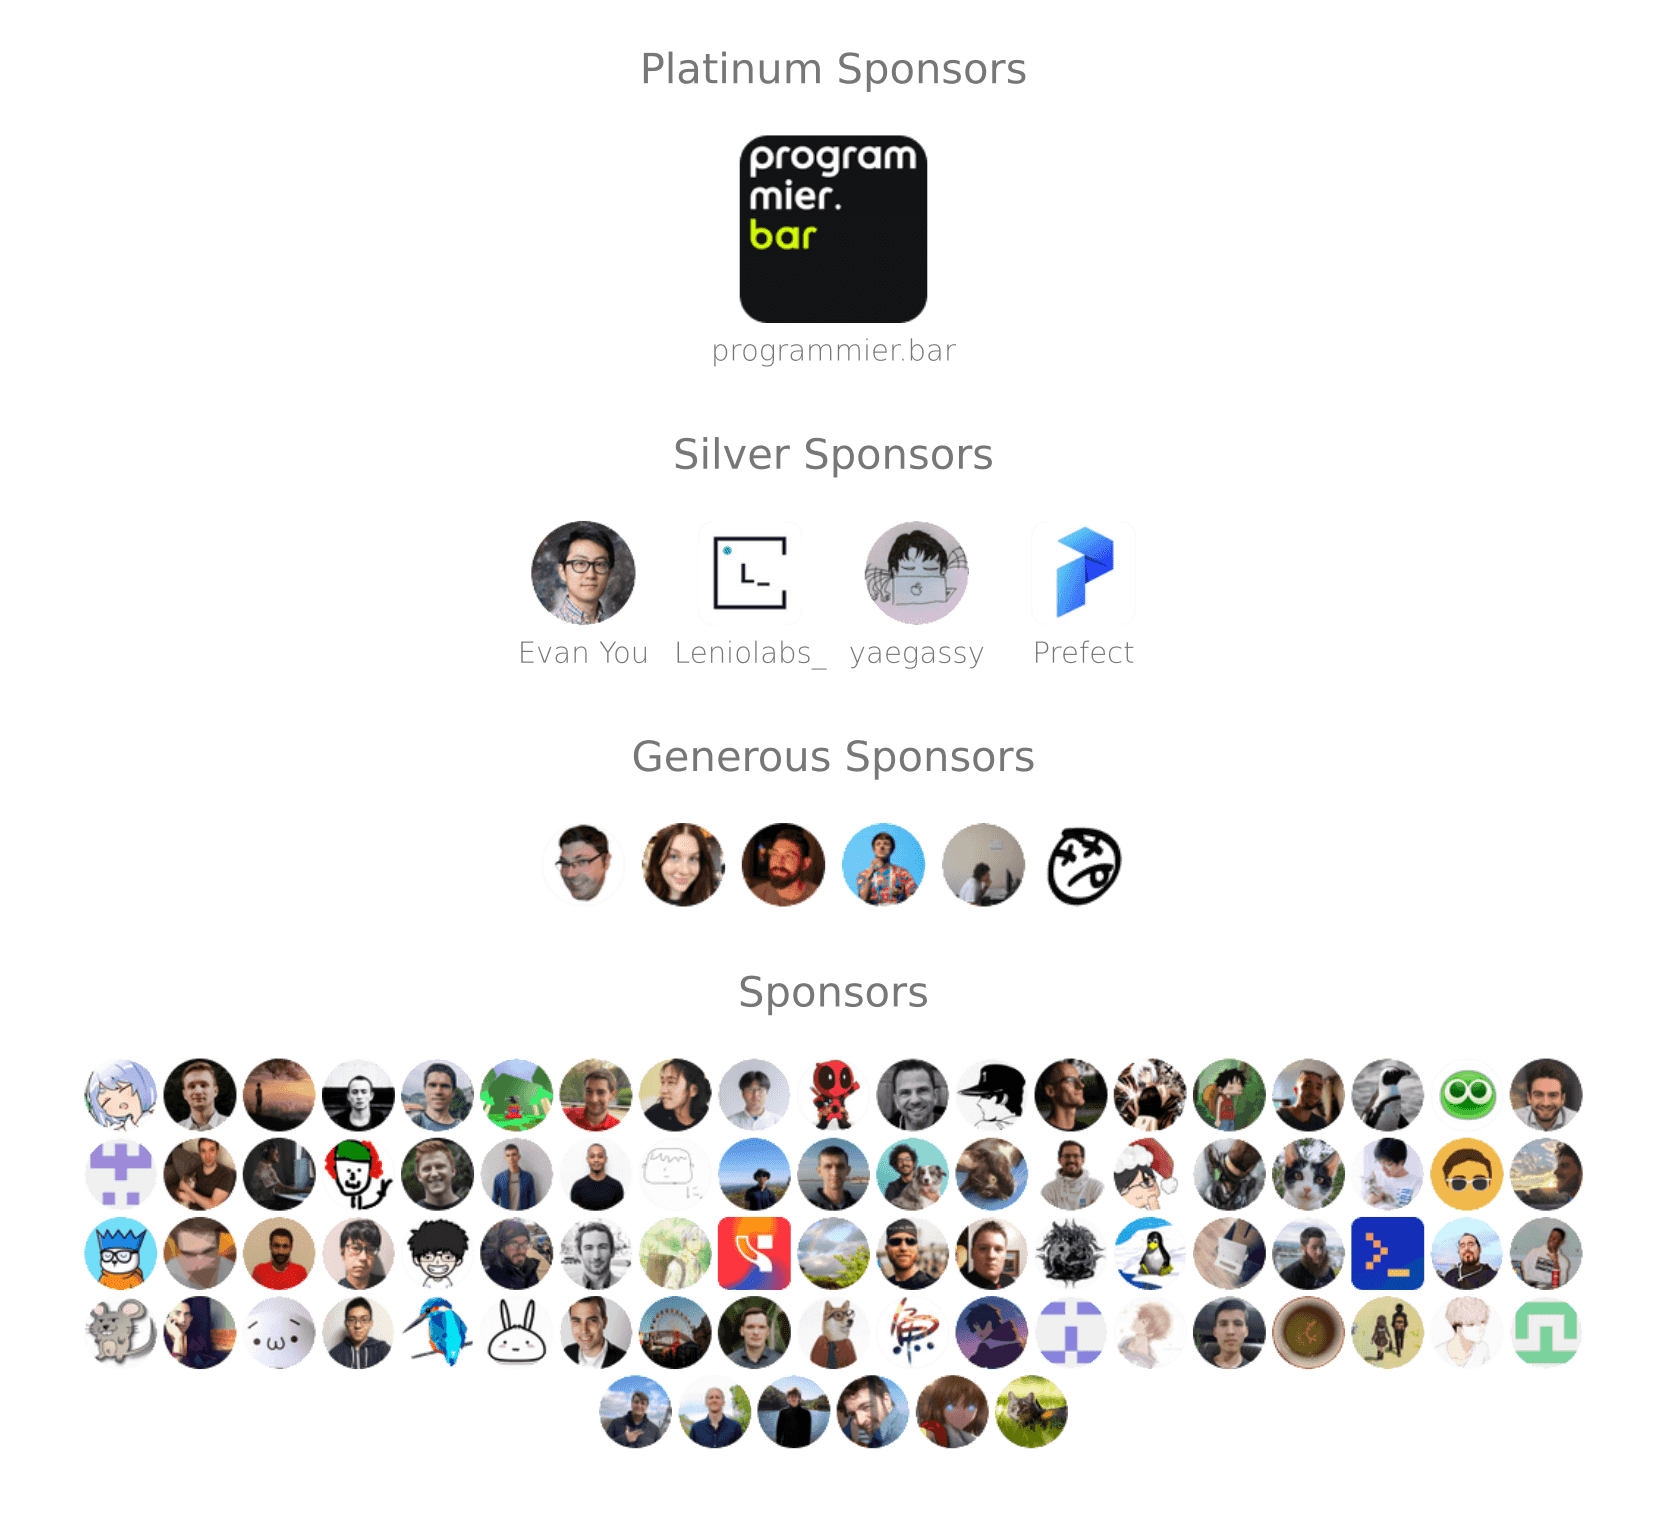 Platinum Sponsors
program
mier.
bar
programmier.bar
Silver Sponsors
L_
Evan You Leniolabs_ yaegassy Prefect
Generous Sponsors
Sponsors